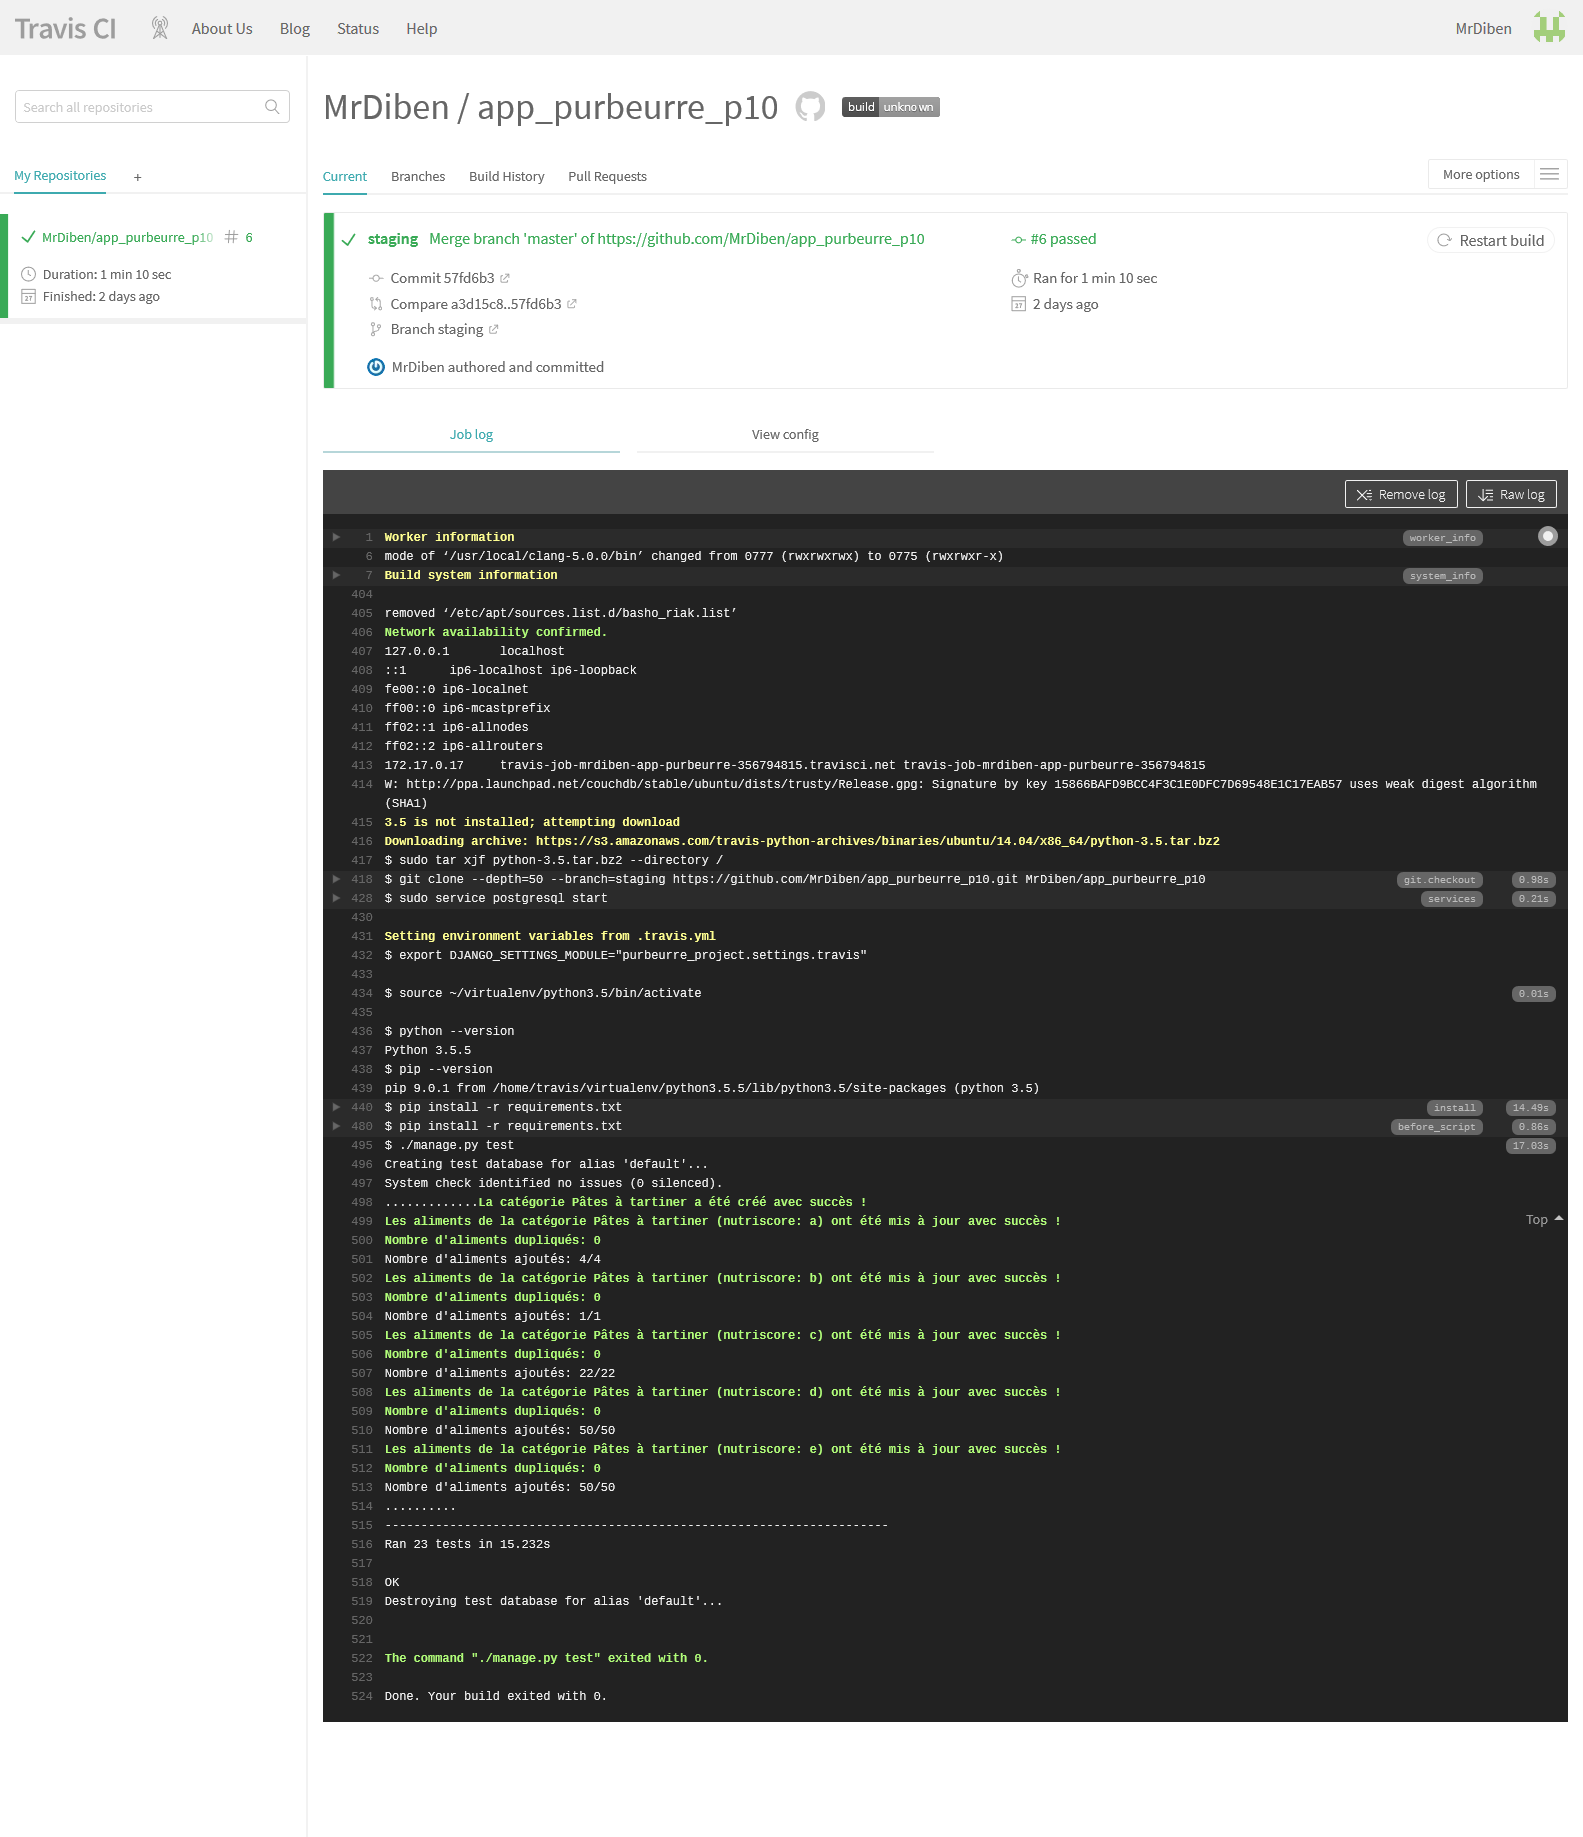 Travis CI
About Us
Blog
Status
Help
MrDiben
Search all repositories
My Repositories
+
MrDiben/app_purbeurre_p10 # 6
Duration: 1 min 10 sec
Finished: 2 days ago
MrDiben / app_purbeurre_p10
build unknown
Current
Branches
Build History
Pull Requests
More options
staging Merge branch 'master' of https://github.com/MrDiben/app_purbeurre_p10
Commit 57fd6b3
Compare a3d15c8..57fd6b3
Branch staging
MrDiben authored and committed
#6 passed
Ran for 1 min 10 sec
2 days ago
Restart build
Job log
View config
Remove log
Raw log
1 Worker information worker_info
6 mode of ‘/usr/local/clang-5.0.0/bin’ changed from 0777 (rwxrwxrwx) to 0775 (rwxrwxr-x)
7 Build system information system_info
404
405 removed ‘/etc/apt/sources.list.d/basho_riak.list’
406 Network availability confirmed.
407 127.0.0.1 localhost
408 ::1 ip6-localhost ip6-loopback
409 fe00::0 ip6-localnet
410 ff00::0 ip6-mcastprefix
411 ff02::1 ip6-allnodes
412 ff02::2 ip6-allrouters
413 172.17.0.17 travis-job-mrdiben-app-purbeurre-356794815.travisci.net travis-job-mrdiben-app-purbeurre-356794815
414 W: http://ppa.launchpad.net/couchdb/stable/ubuntu/dists/trusty/Release.gpg: Signature by key 15866BAFD9BCC4F3C1E0DFC7D69548E1C17EAB57 uses weak digest algorithm
(SHA1)
415 3.5 is not installed; attempting download
416 Downloading archive: https://s3.amazonaws.com/travis-python-archives/binaries/ubuntu/14.04/x86_64/python-3.5.tar.bz2
417 $ sudo tar xjf python-3.5.tar.bz2 --directory /
418 $ git clone --depth=50 --branch=staging https://github.com/MrDiben/app_purbeurre_p10.git MrDiben/app_purbeurre_p10 git.checkout 0.98s
428 $ sudo service postgresql start services 0.21s
430
431 Setting environment variables from .travis.yml
432 $ export DJANGO_SETTINGS_MODULE="purbeurre_project.settings.travis"
433
434 $ source ~/virtualenv/python3.5/bin/activate 0.01s
435
436 $ python --version
437 Python 3.5.5
438 $ pip --version
439 pip 9.0.1 from /home/travis/virtualenv/python3.5.5/lib/python3.5/site-packages (python 3.5)
440 $ pip install -r requirements.txt install 14.49s
480 $ pip install -r requirements.txt before_script 0.86s
495 $ ./manage.py test 17.03s
496 Creating test database for alias 'default'...
497 System check identified no issues (0 silenced).
498 .............La catégorie Pâtes à tartiner a été créé avec succès !
499 Les aliments de la catégorie Pâtes à tartiner (nutriscore: a) ont été mis à jour avec succès !
Top
500 Nombre d'aliments dupliqués: 0
501 Nombre d'aliments ajoutés: 4/4
502 Les aliments de la catégorie Pâtes à tartiner (nutriscore: b) ont été mis à jour avec succès !
503 Nombre d'aliments dupliqués: 0
504 Nombre d'aliments ajoutés: 1/1
505 Les aliments de la catégorie Pâtes à tartiner (nutriscore: c) ont été mis à jour avec succès !
506 Nombre d'aliments dupliqués: 0
507 Nombre d'aliments ajoutés: 22/22
508 Les aliments de la catégorie Pâtes à tartiner (nutriscore: d) ont été mis à jour avec succès !
509 Nombre d'aliments dupliqués: 0
510 Nombre d'aliments ajoutés: 50/50
511 Les aliments de la catégorie Pâtes à tartiner (nutriscore: e) ont été mis à jour avec succès !
512 Nombre d'aliments dupliqués: 0
513 Nombre d'aliments ajoutés: 50/50
514 ..........
515 ----------------------------------------------------------------------
516 Ran 23 tests in 15.232s
517
518 OK
519 Destroying test database for alias 'default'...
520
521
522 The command "./manage.py test" exited with 0.
523
524 Done. Your build exited with 0.